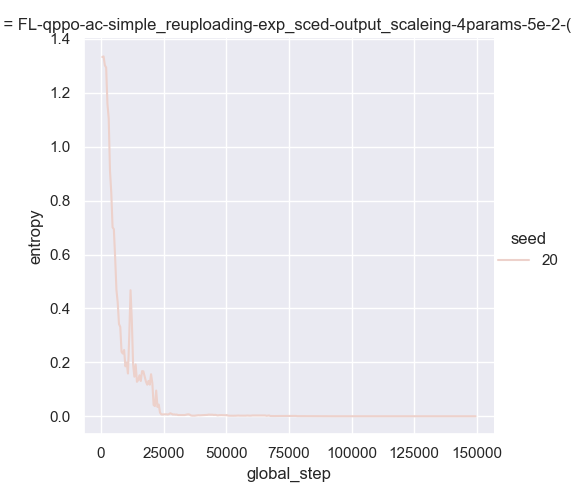 = FL-qppo-ac-simple_reuploading-exp_sced-output_scaleing-4params-5e-2-(
1.4
1.2
1.0
0.8
0.6
0.4
0.2
0.0
entropy
seed
20
0 25000 50000 75000 100000 125000 150000
global_step